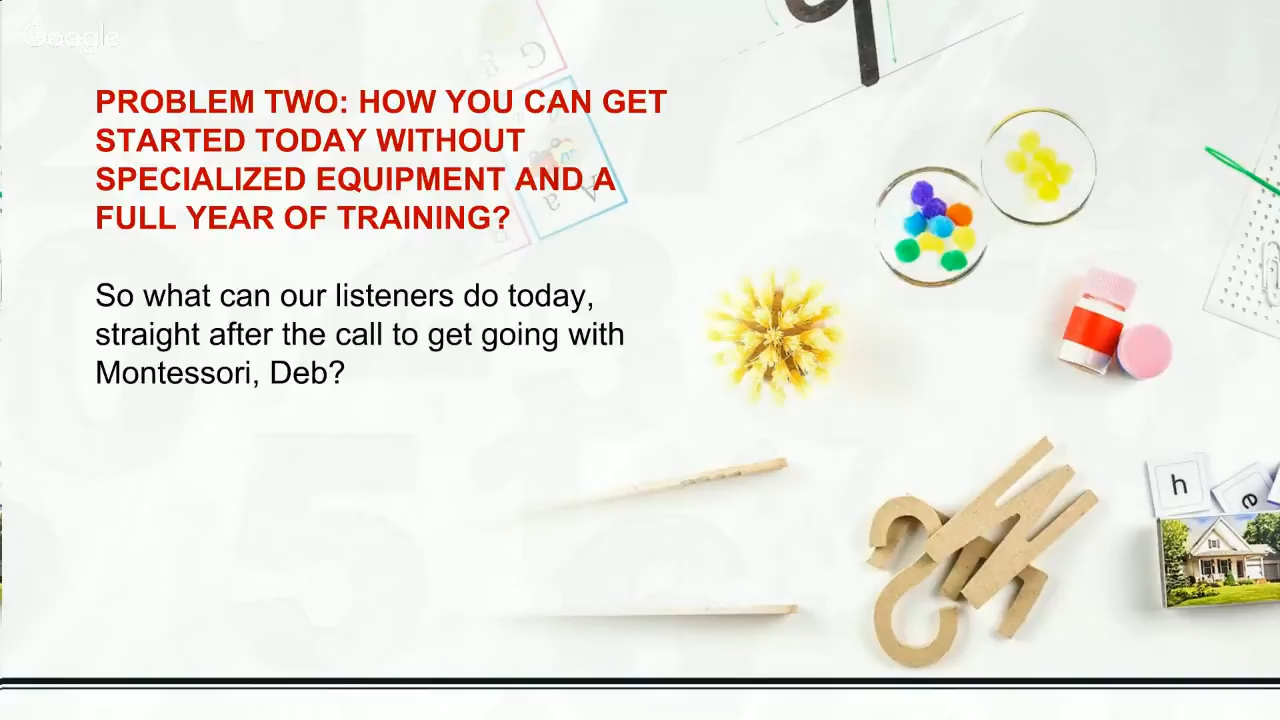 Google
PROBLEM TWO: HOW YOU CAN GET
STARTED TODAY WITHOUT
SPECIALIZED EQUIPMENT AND A
FULL YEAR OF TRAINING?
So what can our listeners do today,
straight after the call to get going with
Montessori, Deb?
G
g
A
a
h
e